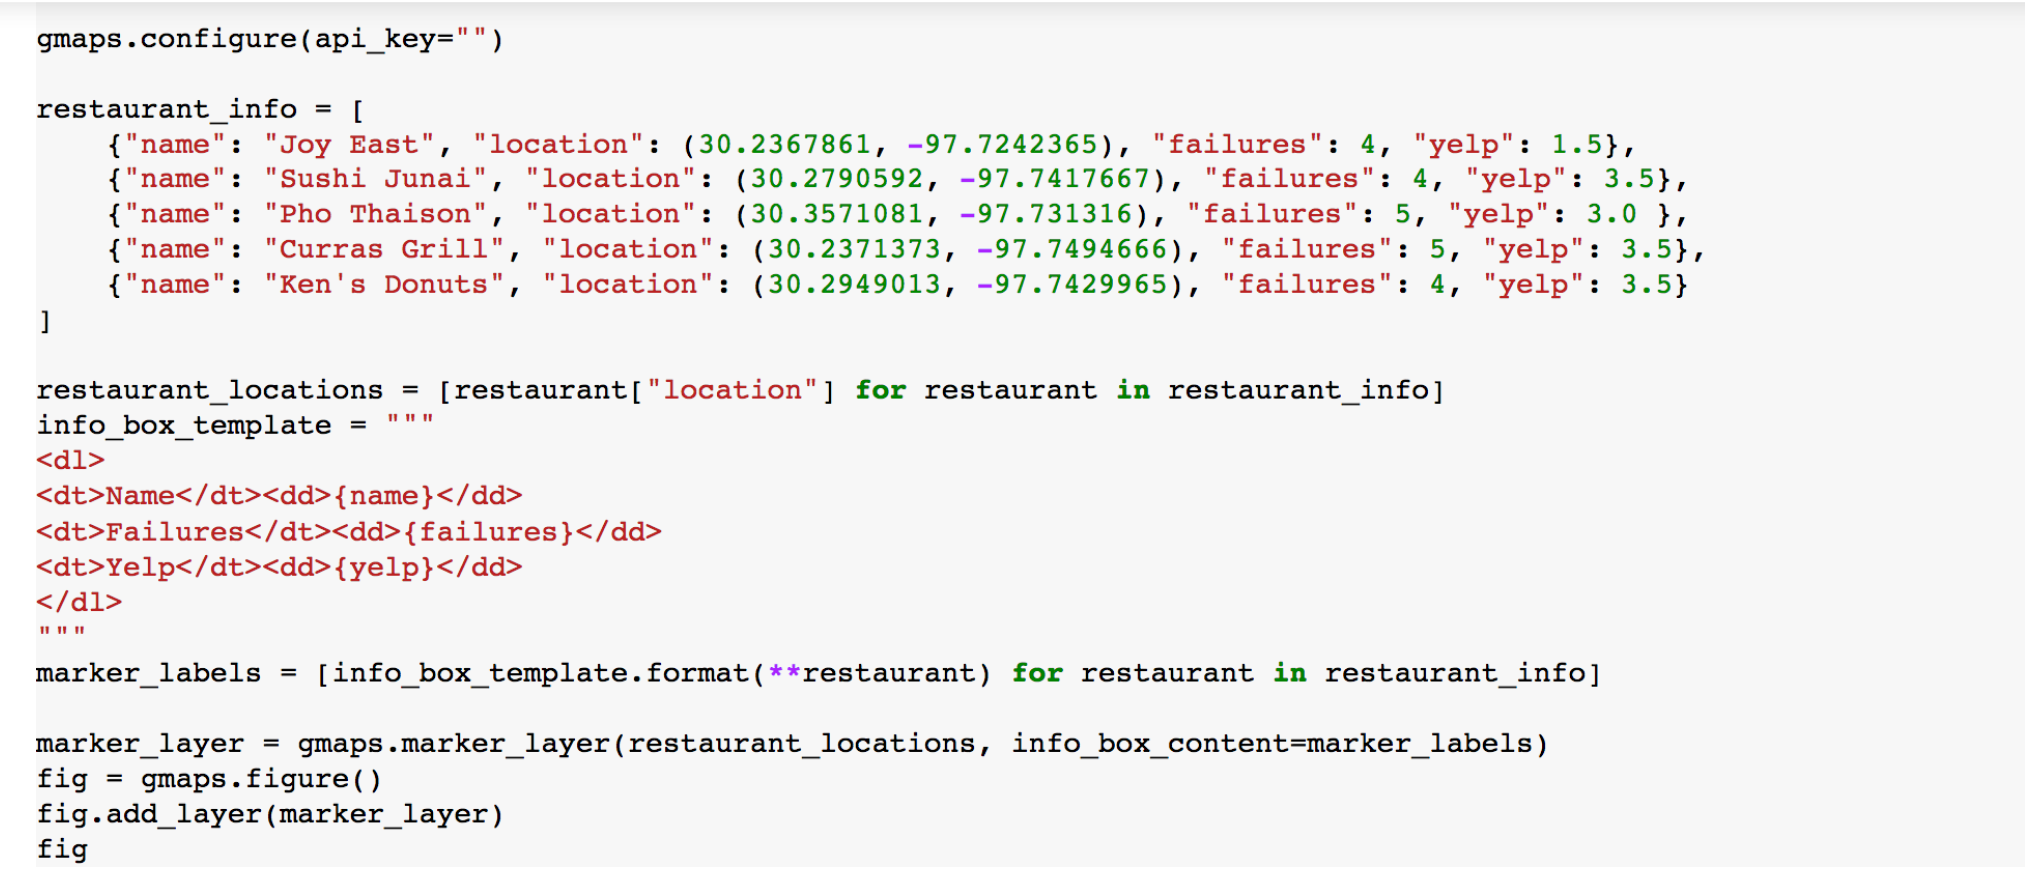 gmaps.configure(api_key="")
restaurant_info = [
{"name": "Joy East", "location": (30.2367861, -97.7242365), "failures": 4, "yelp": 1.5},
{"name": "Sushi Junai", "location": (30.2790592, -97.7417667), "failures": 4, "yelp": 3.5},
{"name": "Pho Thaison", "location": (30.3571081, -97.731316), "failures": 5, "yelp": 3.0 },
{"name": "Curras Grill", "location": (30.2371373, -97.7494666), "failures": 5, "yelp": 3.5},
{"name": "Ken's Donuts", "location": (30.2949013, -97.7429965), "failures": 4, "yelp": 3.5}
]
restaurant_locations = [restaurant["location"] for restaurant in restaurant_info]
info_box_template = """
<dl>
<dt>Name</dt><dd>{name}</dd>
<dt>Failures</dt><dd>{failures}</dd>
<dt>Yelp</dt><dd>{yelp}</dd>
</dl>
"""
marker_labels = [info_box_template.format(**restaurant) for restaurant in restaurant_info]
marker_layer = gmaps.marker_layer(restaurant_locations, info_box_content=marker_labels)
fig = gmaps.figure()
fig.add_layer(marker_layer)
fig